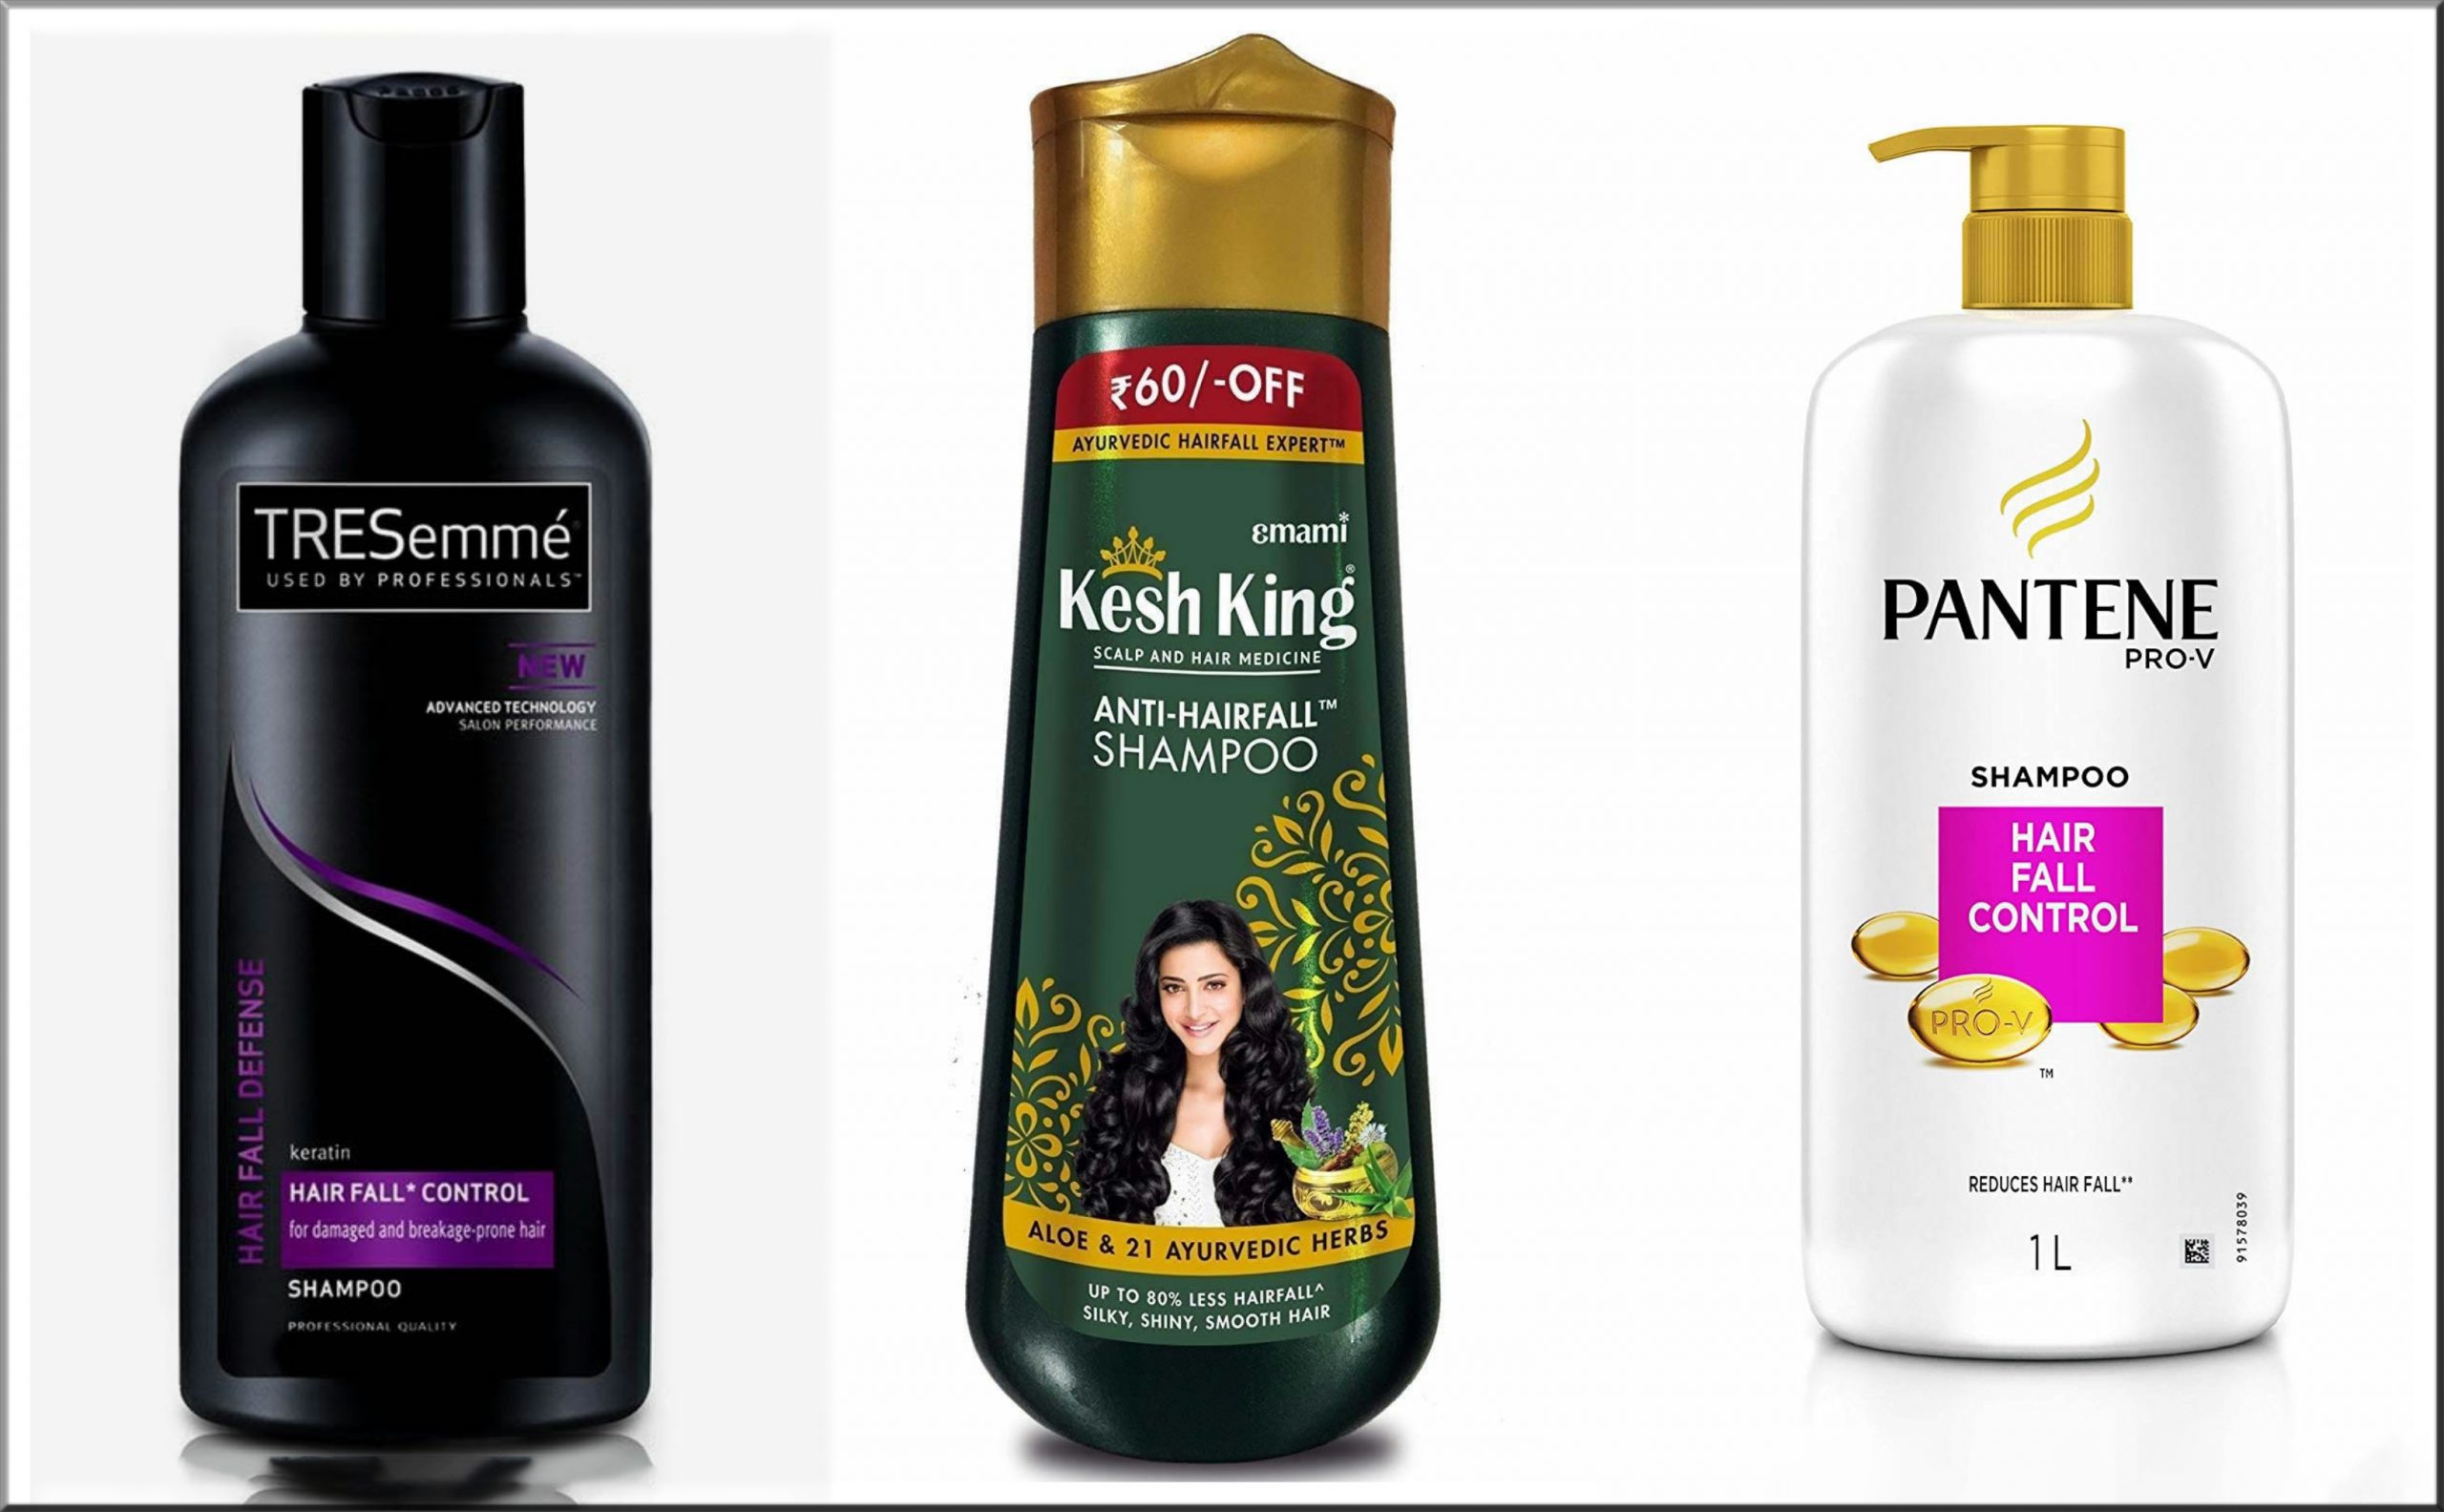 TRESemmé
USED BY PROFESSIONALS™
NEW
ADVANCED TECHNOLOGY
SALON PERFORMANCE
HAIR FALL DEFENSE
keratin
HAIR FALL* CONTROL
for damaged and breakage-prone hair
SHAMPOO
PROFESSIONAL QUALITY
₹60/-OFF
AYURVEDIC HAIRFALL EXPERT™
emami*
Kesh King®
SCALP AND HAIR MEDICINE
ANTI-HAIRFALL™
SHAMPOO
ALOE & 21 AYURVEDIC HERBS
UP TO 80% LESS HAIRFALL^
SILKY, SHINY, SMOOTH HAIR
PANTENE
PRO-V
SHAMPOO
HAIR
FALL
CONTROL
PRO-V
TM
REDUCES HAIR FALL**
1 L
91578039